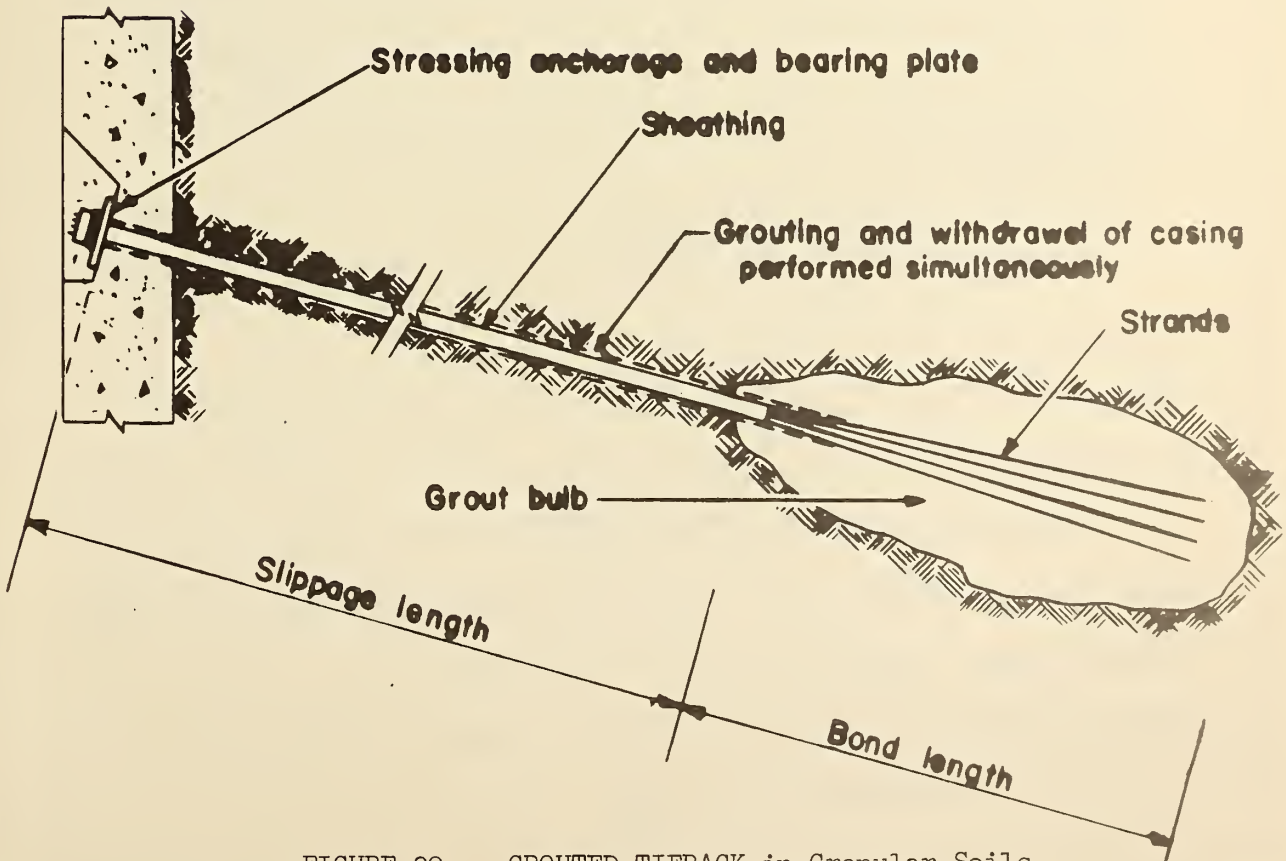 Stressing anchorage and bearing plate
Sheathing
Grouting and withdrawal of casing
performed simultaneously
Strands
Grout bulb
Slippage length
Bond length
FIGURE GROUTED TIEBACK in Granular Soils